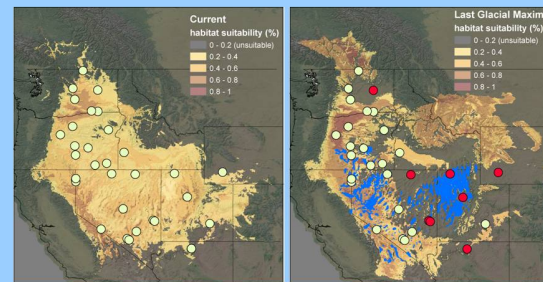 Current
habitat suitability (%)
0 - 0.2 (unsuitable)
0.2 - 0.4
0.4 - 0.6
0.6 - 0.8
0.8 - 1
Last Glacial Maxim
habitat suitability (%)
0 - 0.2 (unsuitable)
0.2 - 0.4
0.4 - 0.6
0.6 - 0.8
0.8 - 1